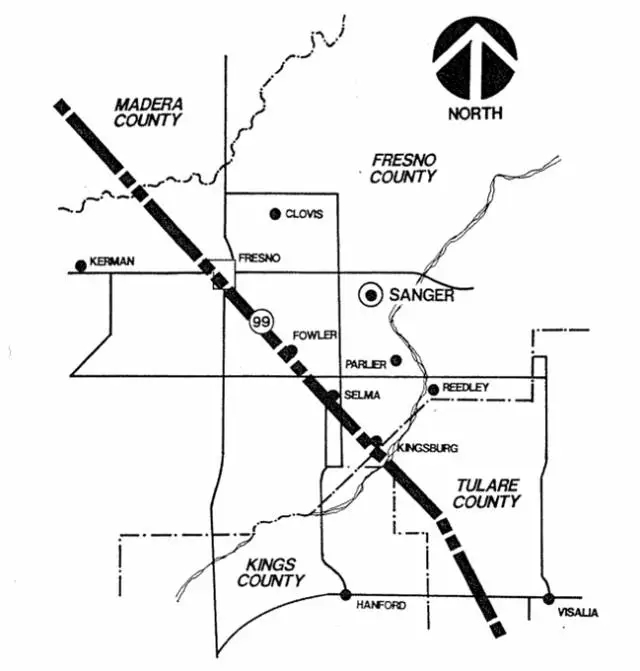 MADERA
COUNTY
NORTH
FRESNO
COUNTY
CLOVIS
KERMAN
FRESNO
SANGER
99
FOWLER
PARLIER
REEDLEY
SELMA
KINGSBURG
TULARE
COUNTY
KINGS
COUNTY
HANFORD
VISALIA